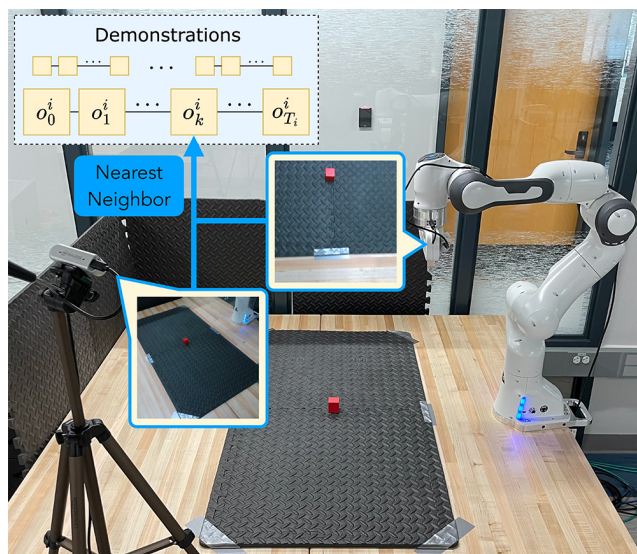 Demonstrations
... ... ...
o_0^i o_1^i ... o_k^i ... o_{T_i}^i
Nearest
Neighbor